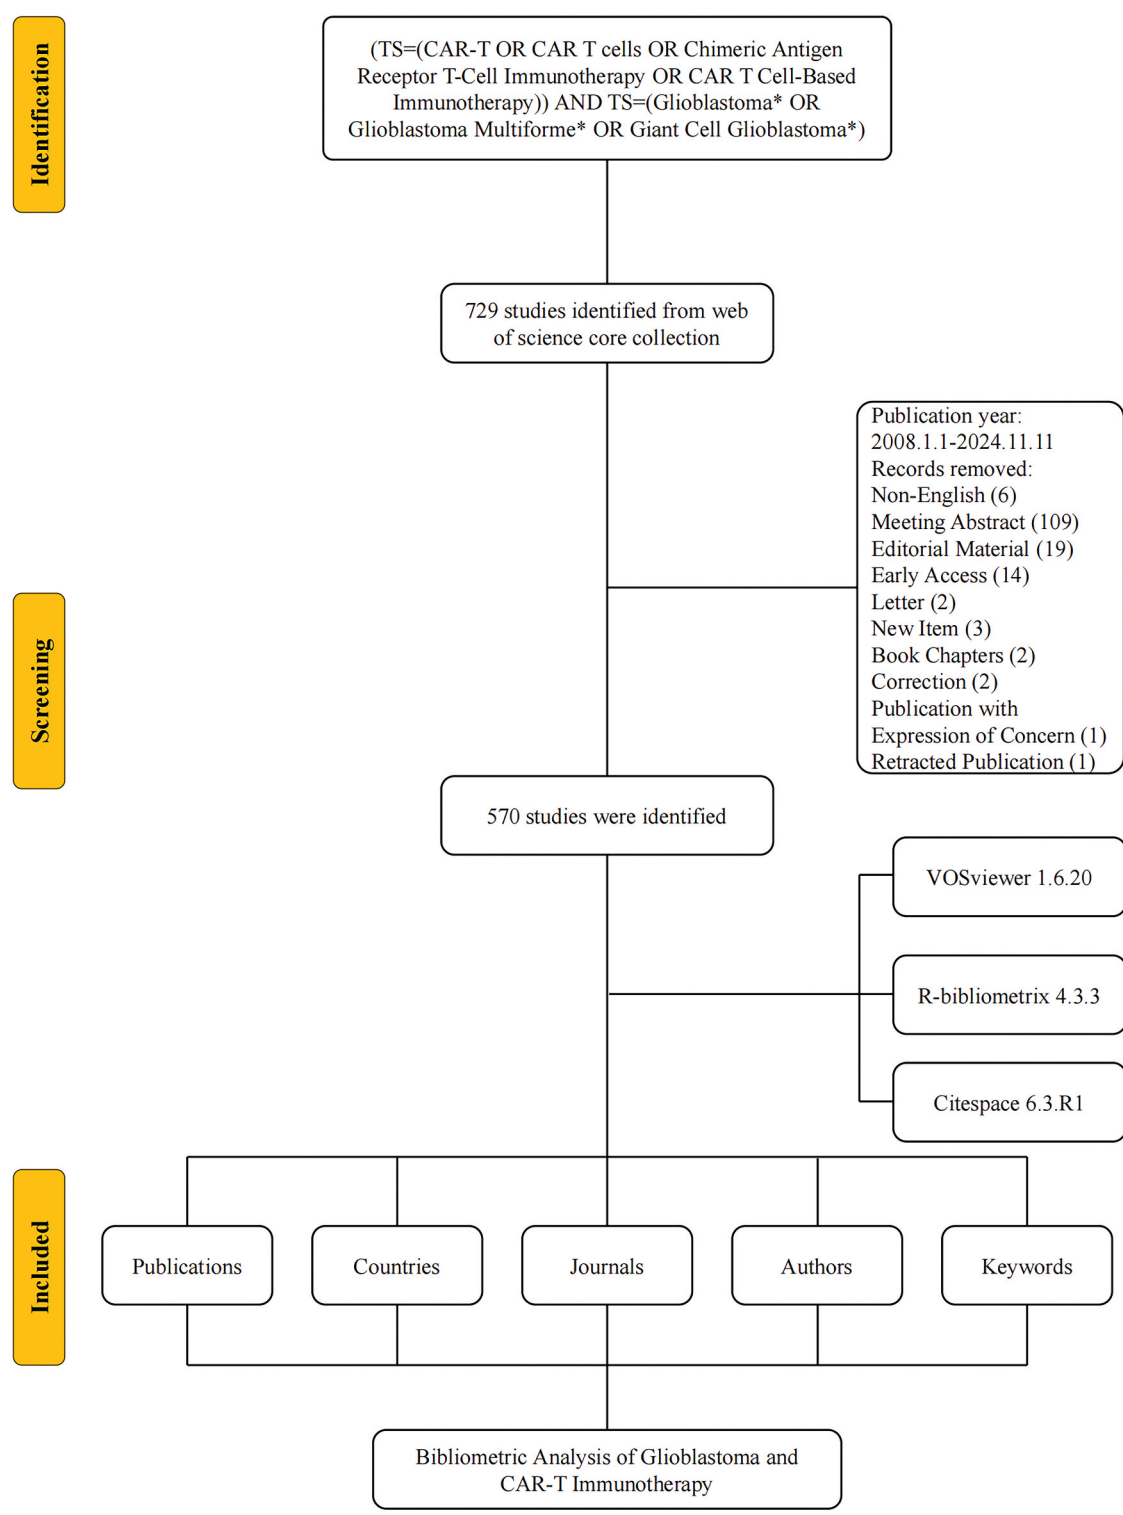 Identification
(TS=(CAR-T OR CAR T cells OR Chimeric Antigen
Receptor T-Cell Immunotherapy OR CAR T Cell-Based
Immunotherapy)) AND TS=(Glioblastoma* OR
Glioblastoma Multiforme* OR Giant Cell Glioblastoma*)
729 studies identified from web
of science core collection
Publication year:
2008.1.1-2024.11.11
Records removed:
Non-English (6)
Meeting Abstract (109)
Editorial Material (19)
Early Access (14)
Letter (2)
New Item (3)
Book Chapters (2)
Correction (2)
Publication with
Expression of Concern (1)
Retracted Publication (1)
Screening
570 studies were identified
VOSviewer 1.6.20
R-bibliometrix 4.3.3
Citespace 6.3.R1
Included
Publications
Countries
Journals
Authors
Keywords
Bibliometric Analysis of Glioblastoma and
CAR-T Immunotherapy